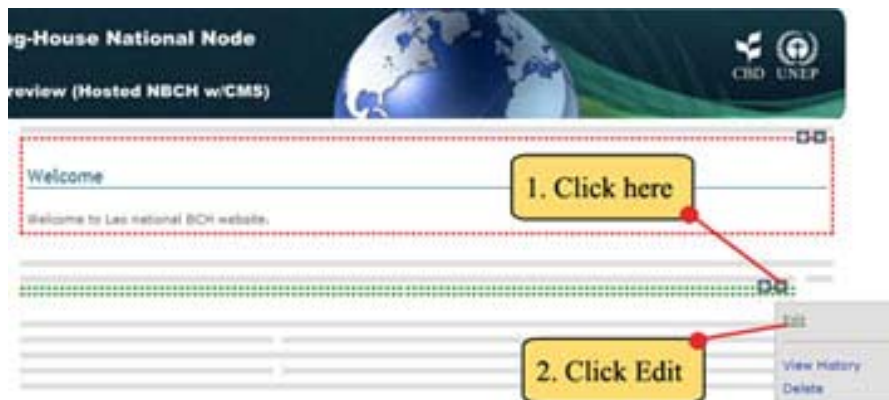 g-House National Node
CBD UNEP
review (Hosted NBCH w/CMS)
Welcome
1. Click here
Welcome to Lao national BCH website.
Edit
2. Click Edit
View History
Delete